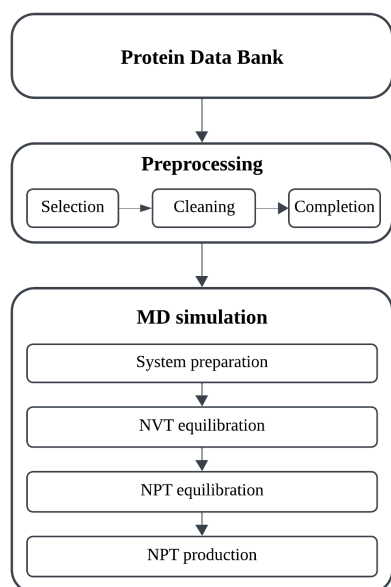 Protein Data Bank
Preprocessing
Selection
Cleaning
Completion
MD simulation
System preparation
NVT equilibration
NPT equilibration
NPT production